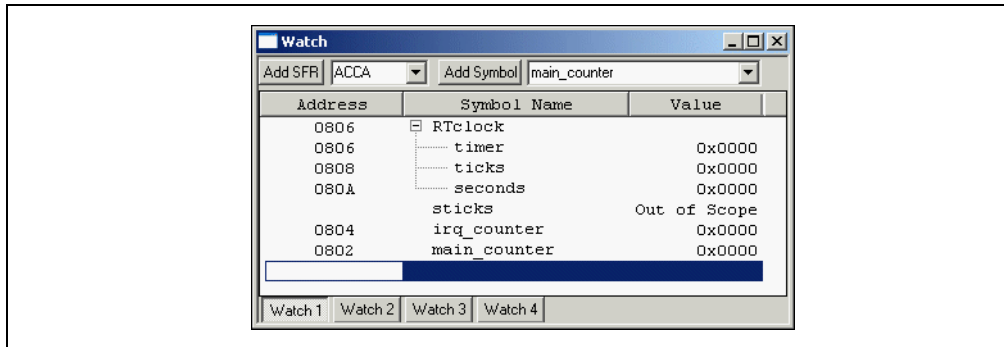 Watch
Add SFR ACCA Add Symbol main_counter
Address Symbol Name Value
0806 RTclock
0806 timer 0x0000
0808 ticks 0x0000
080A seconds 0x0000
sticks Out of Scope
0804 irq_counter 0x0000
0802 main_counter 0x0000
Watch 1 Watch 2 Watch 3 Watch 4